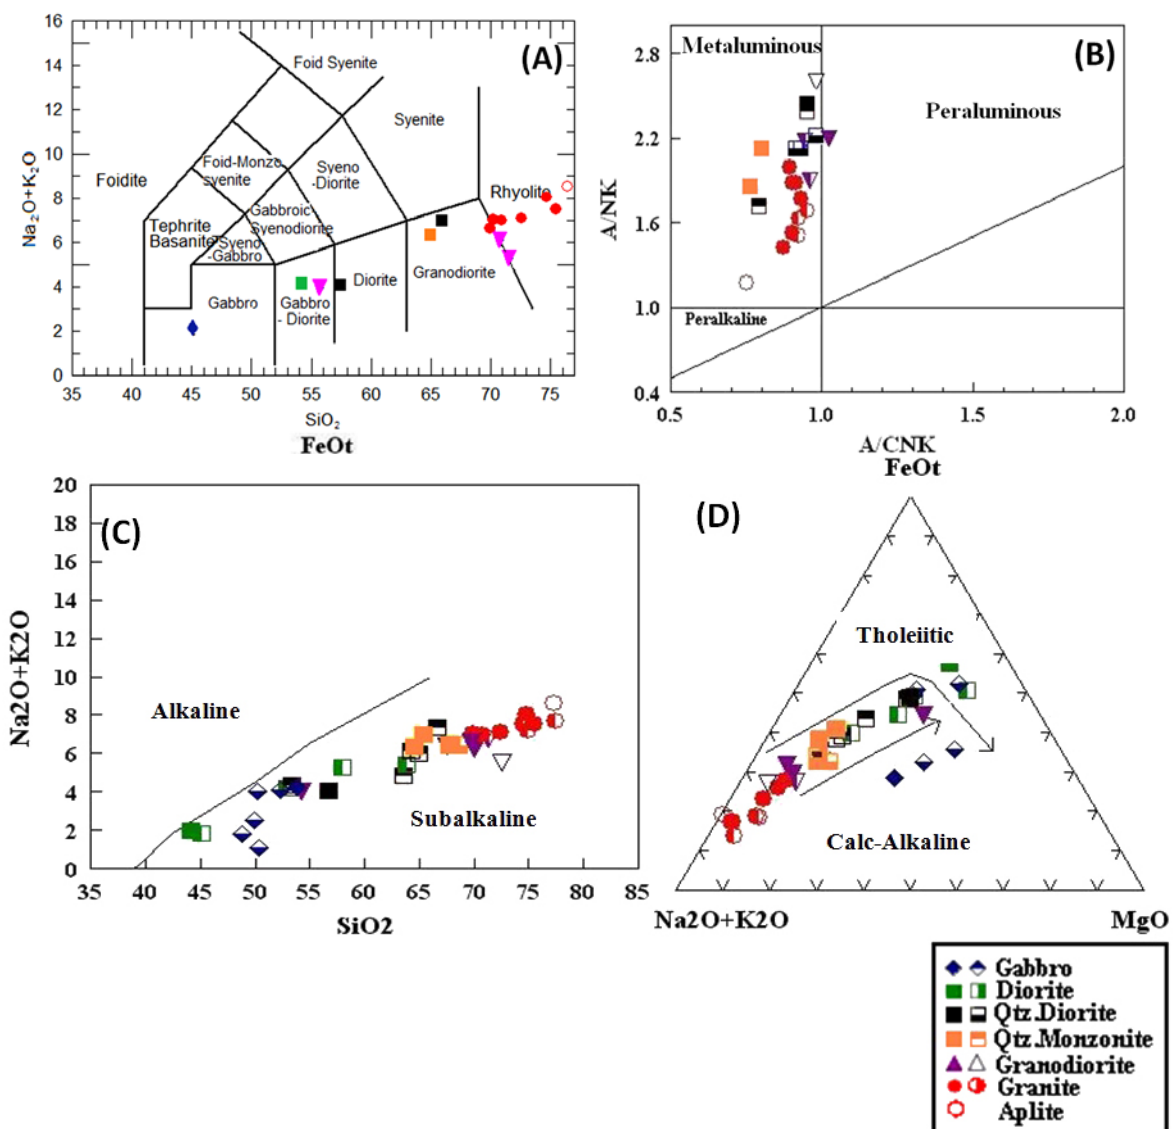 (A)
16
14
12
10
8
6
4
2
0
Na2O+K2O
Foid Syenite
Syenite
Foidite
Foid-Monzo
syenite
Syeno
-Diorite
Rhyolite
Gabbroic
Syenodiorite
Tephrite
Basanite
Syeno
-Gabbro
Gabbro
Gabbro
- Diorite
Diorite
Granodiorite
35 40 45 50 55 60 65 70 75
SiO2
FeOt
(B)
Metaluminous
Peraluminous
Peralkaline
2.8
2.2
1.6
1.0
0.4
A/NK
0.5 1.0 1.5 2.0
A/CNK
FeOt
(C)
20
18
16
14
12
10
8
6
4
2
0
Na2O+K2O
Alkaline
Subalkaline
35 40 45 50 55 60 65 70 75 80 85
SiO2
(D)
Tholeiitic
Calc-Alkaline
Na2O+K2O MgO
Gabbro
Diorite
Qtz.Diorite
Qtz.Monzonite
Granodiorite
Granite
Aplite